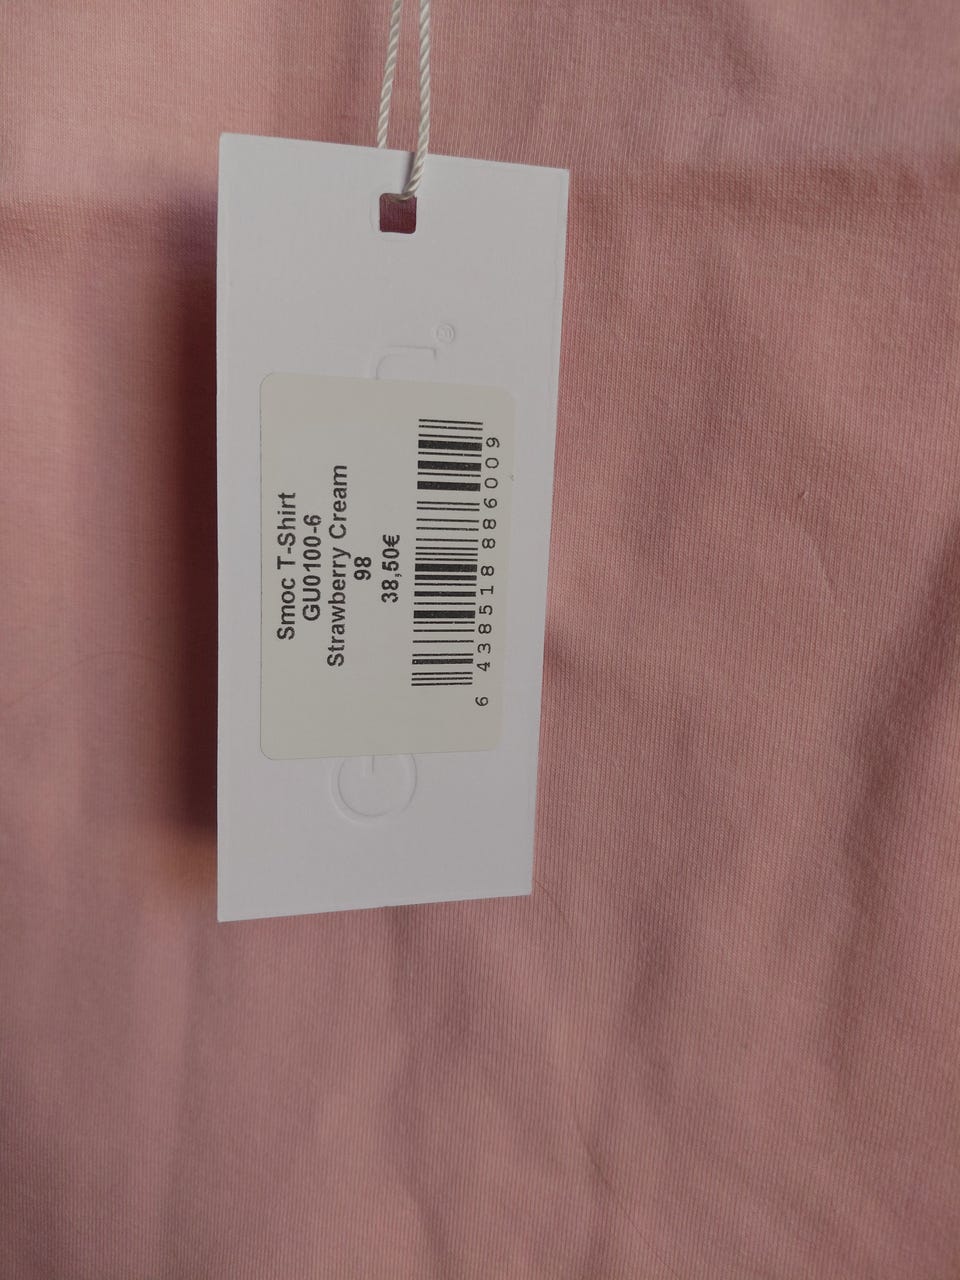 Smoc T-Shirt
GU0100-6
Strawberry Cream
98
38,50€
6 438518 886009
®